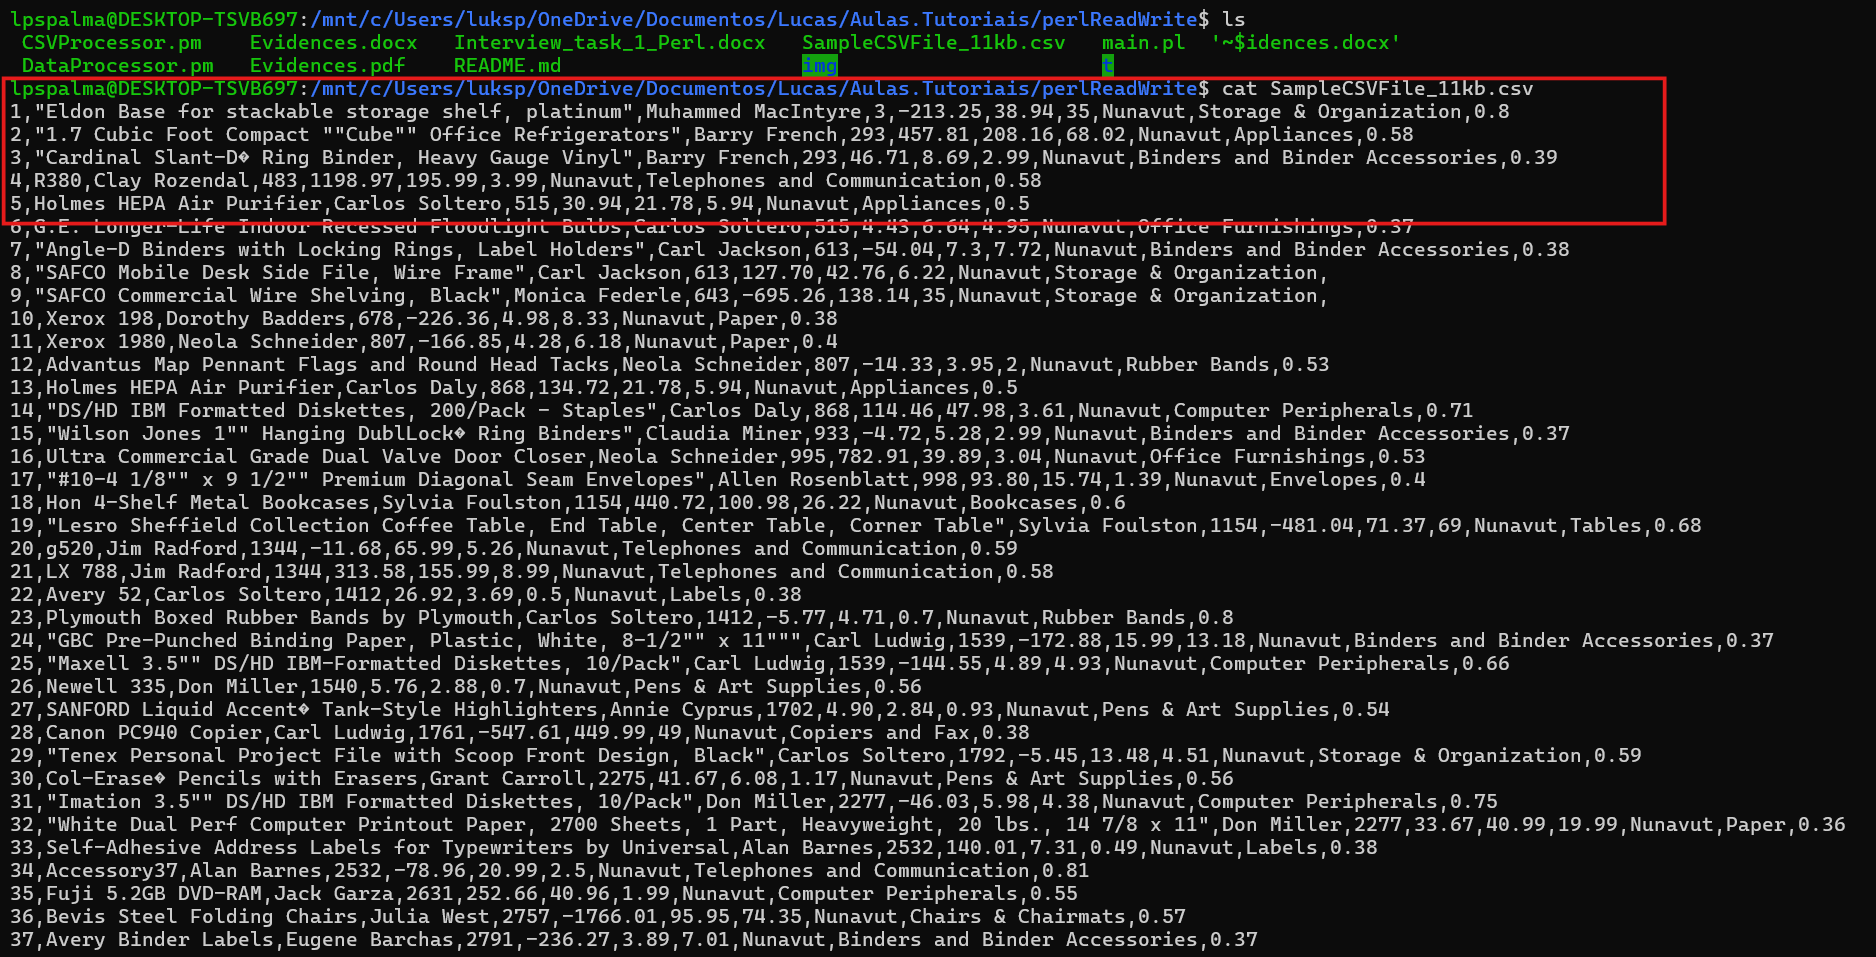 lpspalma@DESKTOP-TSVB697:/mnt/c/Users/luksp/OneDrive/Documentos/Lucas/Aulas.Tutoriais/perlReadWrite$ ls
CSVProcessor.pm    Evidences.docx   Interview_task_1_Perl.docx   SampleCSVFile_11kb.csv   main.pl  '~$idences.docx'
DataProcessor.pm   Evidences.pdf    README.md                    img                      t
lpspalma@DESKTOP-TSVB697:/mnt/c/Users/luksp/OneDrive/Documentos/Lucas/Aulas.Tutoriais/perlReadWrite$ cat SampleCSVFile_11kb.csv
1,"Eldon Base for stackable storage shelf, platinum",Muhammed MacIntyre,3,-213.25,38.94,35,Nunavut,Storage & Organization,0.8
2,"1.7 Cubic Foot Compact ""Cube"" Office Refrigerators",Barry French,293,457.81,208.16,68.02,Nunavut,Appliances,0.58
3,"Cardinal Slant-D� Ring Binder, Heavy Gauge Vinyl",Barry French,293,46.71,8.69,2.99,Nunavut,Binders and Binder Accessories,0.39
4,R380,Clay Rozendal,483,1198.97,195.99,3.99,Nunavut,Telephones and Communication,0.58
5,Holmes HEPA Air Purifier,Carlos Soltero,515,30.94,21.78,5.94,Nunavut,Appliances,0.5
6,G.E. Longer-Life Indoor Recessed Floodlight Bulbs,Carlos Soltero,515,4.43,6.64,4.95,Nunavut,Office Furnishings,0.37
7,"Angle-D Binders with Locking Rings, Label Holders",Carl Jackson,613,-54.04,7.3,7.72,Nunavut,Binders and Binder Accessories,0.38
8,"SAFCO Mobile Desk Side File, Wire Frame",Carl Jackson,613,127.70,42.76,6.22,Nunavut,Storage & Organization,
9,"SAFCO Commercial Wire Shelving, Black",Monica Federle,643,-695.26,138.14,35,Nunavut,Storage & Organization,
10,Xerox 198,Dorothy Badders,678,-226.36,4.98,8.33,Nunavut,Paper,0.38
11,Xerox 1980,Neola Schneider,807,-166.85,4.28,6.18,Nunavut,Paper,0.4
12,Advantus Map Pennant Flags and Round Head Tacks,Neola Schneider,807,-14.33,3.95,2,Nunavut,Rubber Bands,0.53
13,Holmes HEPA Air Purifier,Carlos Daly,868,134.72,21.78,5.94,Nunavut,Appliances,0.5
14,"DS/HD IBM Formatted Diskettes, 200/Pack - Staples",Carlos Daly,868,114.46,47.98,3.61,Nunavut,Computer Peripherals,0.71
15,"Wilson Jones 1"" Hanging DublLock� Ring Binders",Claudia Miner,933,-4.72,5.28,2.99,Nunavut,Binders and Binder Accessories,0.37
16,Ultra Commercial Grade Dual Valve Door Closer,Neola Schneider,995,782.91,39.89,3.04,Nunavut,Office Furnishings,0.53
17,"#10-4 1/8"" x 9 1/2"" Premium Diagonal Seam Envelopes",Allen Rosenblatt,998,93.80,15.74,1.39,Nunavut,Envelopes,0.4
18,Hon 4-Shelf Metal Bookcases,Sylvia Foulston,1154,440.72,100.98,26.22,Nunavut,Bookcases,0.6
19,"Lesro Sheffield Collection Coffee Table, End Table, Center Table, Corner Table",Sylvia Foulston,1154,-481.04,71.37,69,Nunavut,Tables,0.68
20,g520,Jim Radford,1344,-11.68,65.99,5.26,Nunavut,Telephones and Communication,0.59
21,LX 788,Jim Radford,1344,313.58,155.99,8.99,Nunavut,Telephones and Communication,0.58
22,Avery 52,Carlos Soltero,1412,26.92,3.69,0.5,Nunavut,Labels,0.38
23,Plymouth Boxed Rubber Bands by Plymouth,Carlos Soltero,1412,-5.77,4.71,0.7,Nunavut,Rubber Bands,0.8
24,"GBC Pre-Punched Binding Paper, Plastic, White, 8-1/2"" x 11""",Carl Ludwig,1539,-172.88,15.99,13.18,Nunavut,Binders and Binder Accessories,0.37
25,"Maxell 3.5"" DS/HD IBM-Formatted Diskettes, 10/Pack",Carl Ludwig,1539,-144.55,4.89,4.93,Nunavut,Computer Peripherals,0.66
26,Newell 335,Don Miller,1540,5.76,2.88,0.7,Nunavut,Pens & Art Supplies,0.56
27,SANFORD Liquid Accent� Tank-Style Highlighters,Annie Cyprus,1702,4.90,2.84,0.93,Nunavut,Pens & Art Supplies,0.54
28,Canon PC940 Copier,Carl Ludwig,1761,-547.61,449.99,49,Nunavut,Copiers and Fax,0.38
29,"Tenex Personal Project File with Scoop Front Design, Black",Carlos Soltero,1792,-5.45,13.48,4.51,Nunavut,Storage & Organization,0.59
30,Col-Erase� Pencils with Erasers,Grant Carroll,2275,41.67,6.08,1.17,Nunavut,Pens & Art Supplies,0.56
31,"Imation 3.5"" DS/HD IBM Formatted Diskettes, 10/Pack",Don Miller,2277,-46.03,5.98,4.38,Nunavut,Computer Peripherals,0.75
32,"White Dual Perf Computer Printout Paper, 2700 Sheets, 1 Part, Heavyweight, 20 lbs., 14 7/8 x 11",Don Miller,2277,33.67,40.99,19.99,Nunavut,Paper,0.36
33,Self-Adhesive Address Labels for Typewriters by Universal,Alan Barnes,2532,140.01,7.31,0.49,Nunavut,Labels,0.38
34,Accessory37,Alan Barnes,2532,-78.96,20.99,2.5,Nunavut,Telephones and Communication,0.81
35,Fuji 5.2GB DVD-RAM,Jack Garza,2631,252.66,40.96,1.99,Nunavut,Computer Peripherals,0.55
36,Bevis Steel Folding Chairs,Julia West,2757,-1766.01,95.95,74.35,Nunavut,Chairs & Chairmats,0.57
37,Avery Binder Labels,Eugene Barchas,2791,-236.27,3.89,7.01,Nunavut,Binders and Binder Accessories,0.37